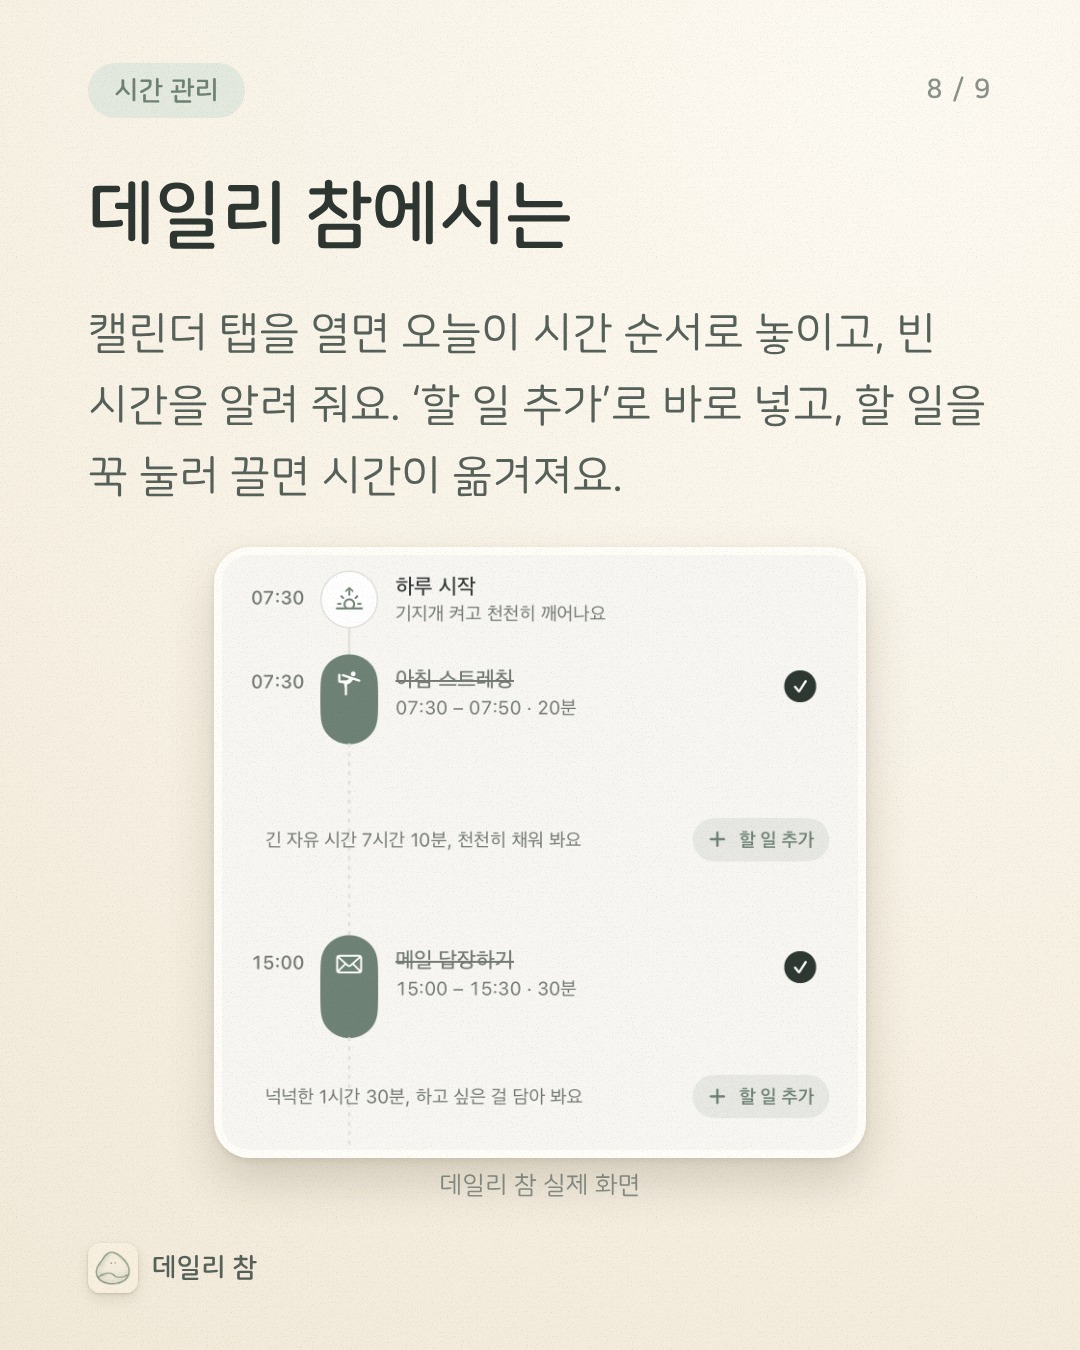 시간 관리
8 / 9
데일리 참에서는
캘린더 탭을 열면 오늘이 시간 순서로 놓이고, 빈
시간을 알려 줘요. ‘할 일 추가’로 바로 넣고, 할 일을
꾹 눌러 끌면 시간이 옮겨져요.
07:30
하루 시작
기지개 켜고 천천히 깨어나요
07:30
아침 스트레칭
07:30 – 07:50 · 20분
긴 자유 시간 7시간 10분, 천천히 채워 봐요
+ 할 일 추가
15:00
메일 답장하기
15:00 – 15:30 · 30분
넉넉한 1시간 30분, 하고 싶은 걸 담아 봐요
+ 할 일 추가
데일리 참 실제 화면
데일리 참